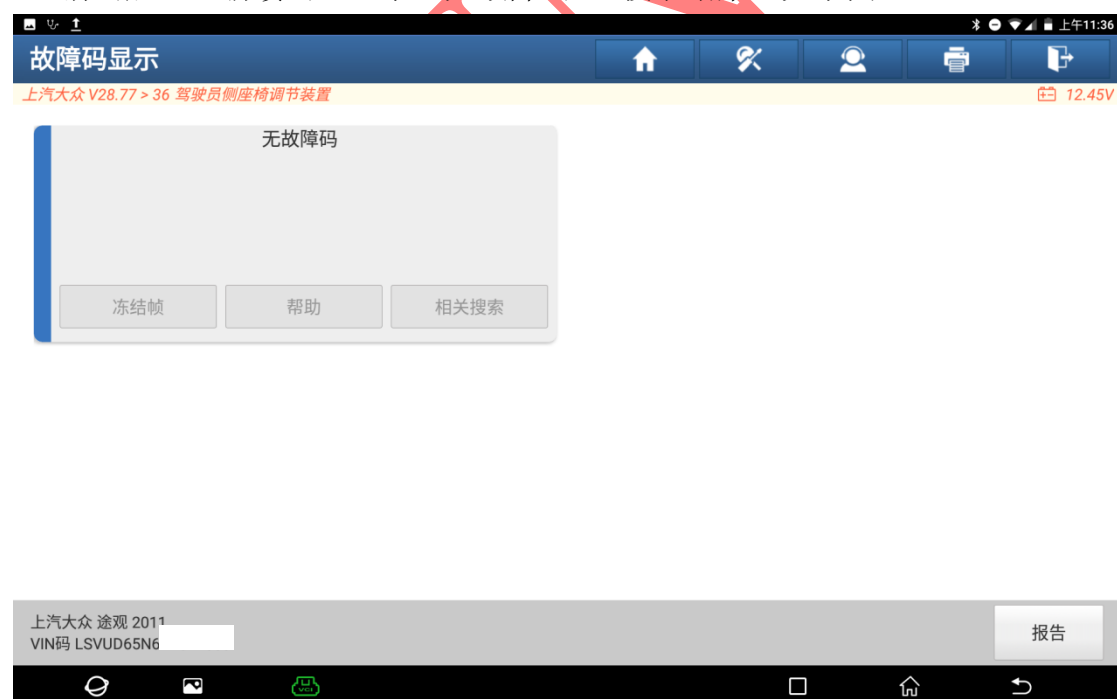 上午11:36
故障码显示
上汽大众 V28.77 > 36 驾驶员侧座椅调节装置
12.45V
无故障码
冻结帧
帮助
相关搜索
上汽大众 途观 2011
VIN码 LSVUD65N6
报告
VCI